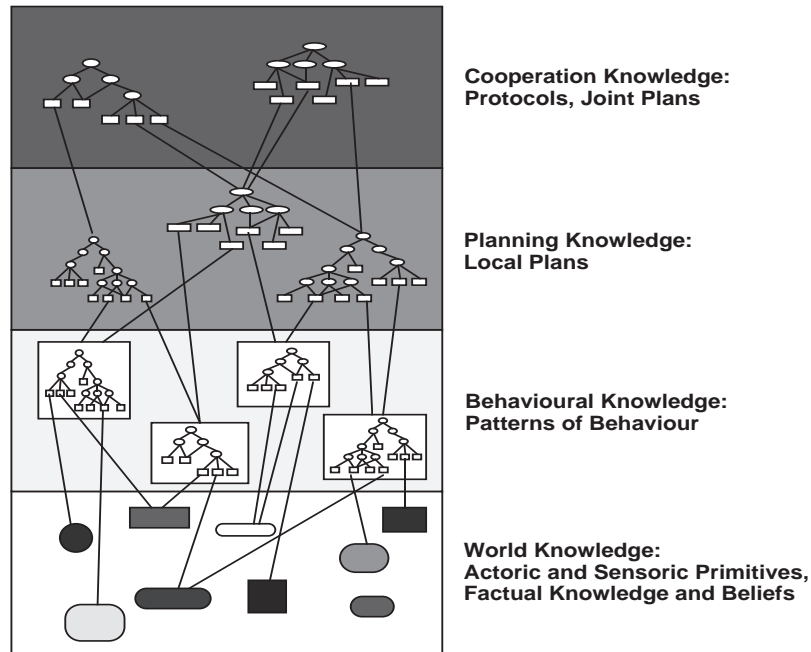 Cooperation Knowledge:
Protocols, Joint Plans
Planning Knowledge:
Local Plans
Behavioural Knowledge:
Patterns of Behaviour
World Knowledge:
Actoric and Sensoric Primitives,
Factual Knowledge and Beliefs